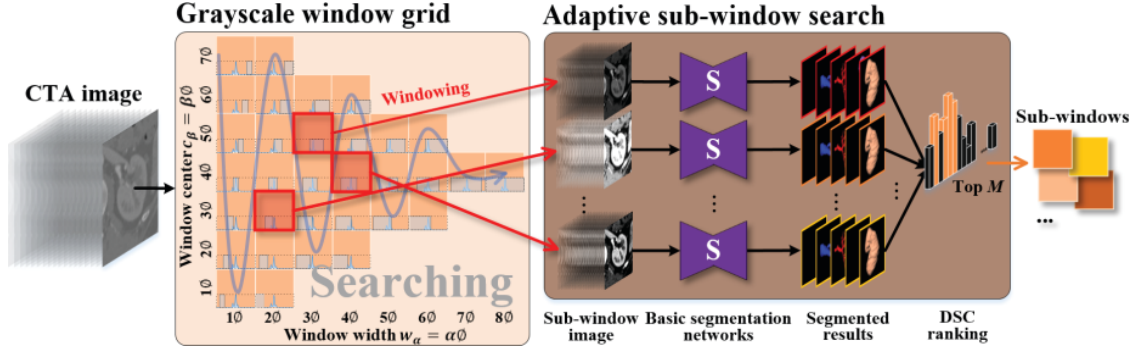 Grayscale window grid
Adaptive sub-window search
CTA image
Window center c_β = β∅
7∅
6∅
5∅
4∅
3∅
2∅
1∅
Windowing
Searching
1∅ 2∅ 3∅ 4∅ 5∅ 6∅ 7∅ 8∅
Window width w_α = α∅
S
S
S
...
...
...
Top M
Sub-windows
...
Sub-window
image
Basic segmentation
networks
Segmented
results
DSC
ranking